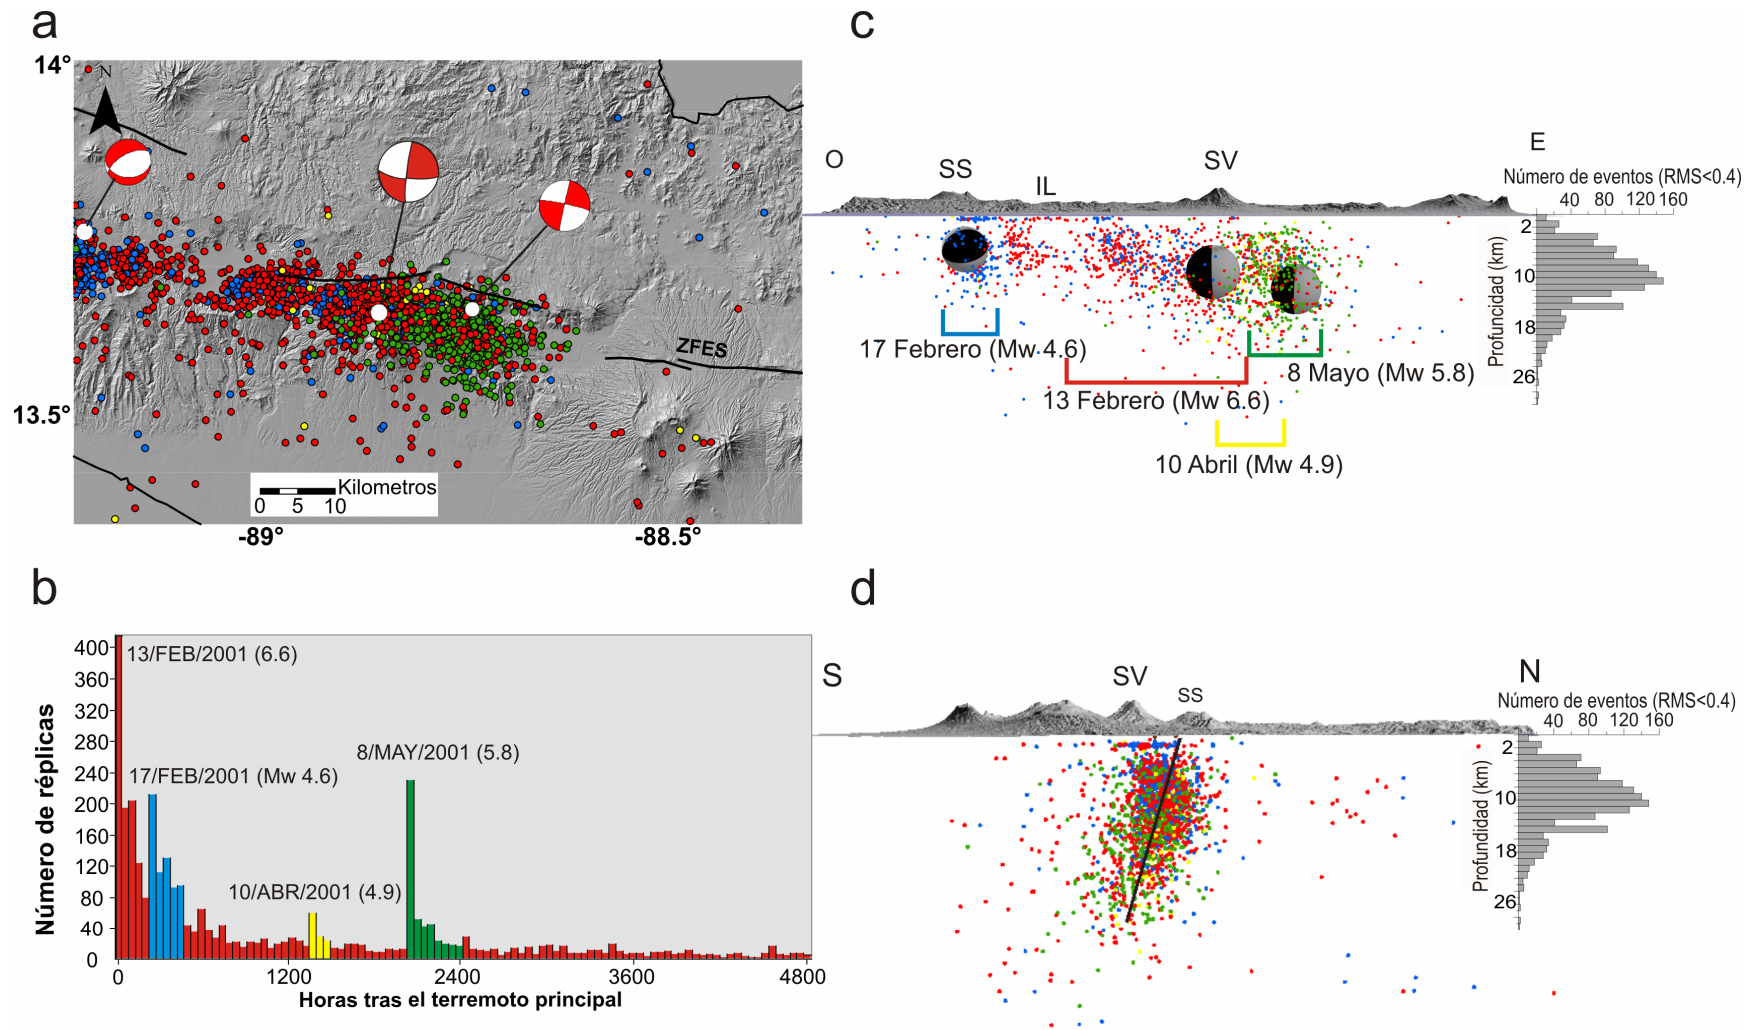 a
14°
N
ZFES
13.5°
Kilometros
0 5 10
-89°
-88.5°
b
400
360
320
280
240
200
160
120
80
40
0
Número de réplicas
13/FEB/2001 (6.6)
17/FEB/2001 (Mw 4.6)
10/ABR/2001 (4.9)
8/MAY/2001 (5.8)
0 1200 2400 3600 4800
Horas tras el terremoto principal
c
O
SS
IL
SV
E
Número de eventos (RMS<0.4)
40 80 120 160
2
10
18
26
Profuncidad (km)
17 Febrero (Mw 4.6)
8 Mayo (Mw 5.8)
13 Febrero (Mw 6.6)
10 Abril (Mw 4.9)
d
S
SV
SS
N
Número de eventos (RMS<0.4)
40 80 120 160
2
10
18
26
Profundidad (km)